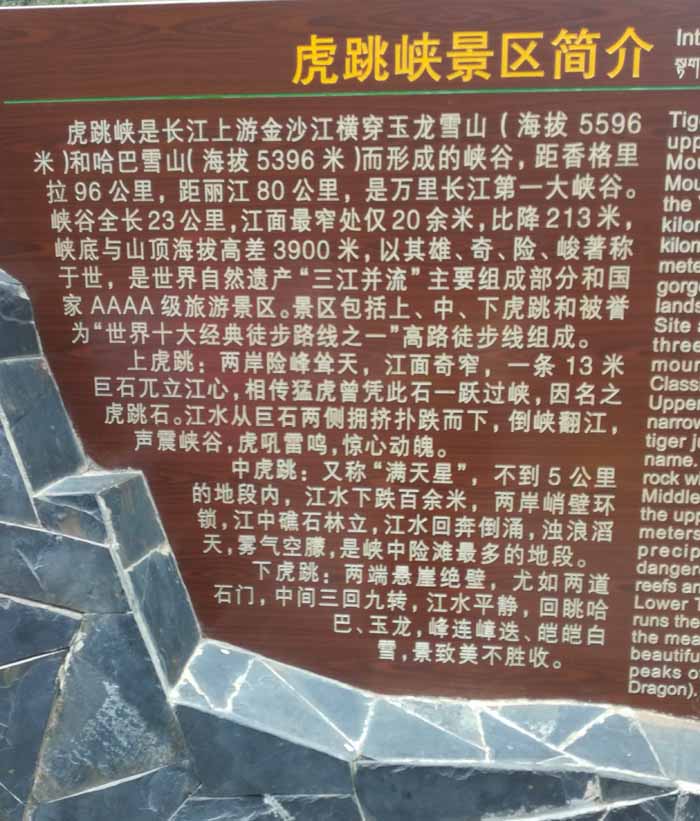 虎跳峡景区简介
虎跳峡是长江上游金沙江横穿玉龙雪山(海拔 5596
米)和哈巴雪山(海拔 5396 米)而形成的峡谷,距香格里
拉 96 公里,距丽江 80 公里,是万里长江第一大峡谷。
峡谷全长 23 公里,江面最窄处仅 20 余米,比降 213 米,
峡底与山顶海拔高差 3900 米,以其雄、奇、险、峻著称
于世,是世界自然遗产“三江并流”主要组成部分和国
家 AAAA 级旅游景区。景区包括上、中、下虎跳和被誉
为“世界十大经典徒步路线之一”高路徒步线组成。
上虎跳:两岸险峰耸天,江面奇窄,一条 13 米
巨石兀立江心,相传猛虎曾凭此石一跃过峡,因名之
虎跳石。江水从巨石两侧拥挤扑跌而下,倒峡翻江,
声震峡谷,虎吼雷鸣,惊心动魄。
中虎跳:又称“满天星”,不到 5 公里
的地段内,江水下跌百余米,两岸峭壁环
锁,江中礁石林立,江水回奔倒涌,浊浪滔
天,雾气空朦,是峡中险滩最多的地段。
下虎跳:两端悬崖绝壁,尤如两道
石门,中间三回九转,江水平静,回眺哈
巴、玉龙,峰连嶂迭、皑皑白
雪,景致美不胜收。
Int
Tig
upp
Mo
Mo
the
kilon
kilon
mete
gorg
land
Site
three
moun
Class
Uppe
narrow
tiger j
name.
rock w
Middle
the up
meters
precip
danger
reefs an
Lower
runs the
the mea
beautifu
peaks o
Dragon).